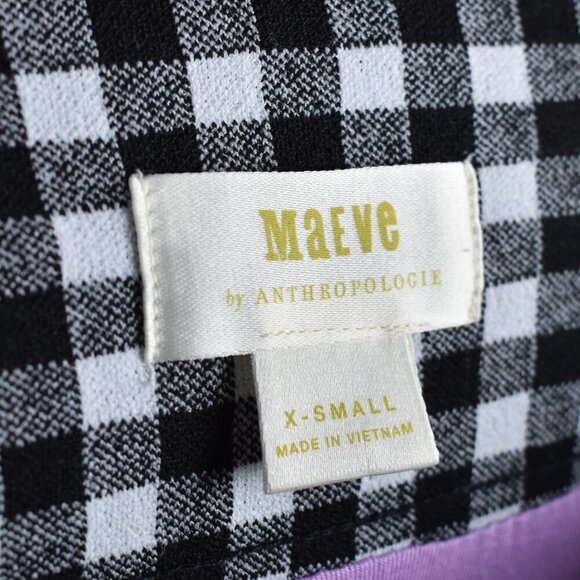 MaEVe
by ANTHROPOLOGIE
X-SMALL
MADE IN VIETNAM